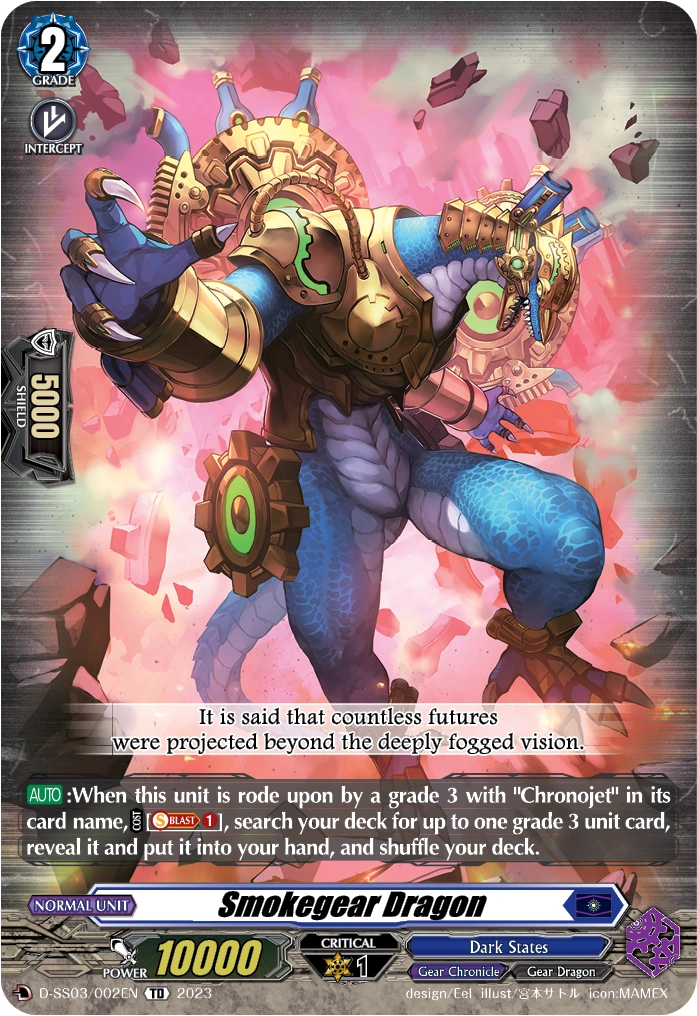 2
GRADE
INTERCEPT
5000
SHIELD
It is said that countless futures
were projected beyond the deeply fogged vision.
AUTO :When this unit is rode upon by a grade 3 with "Chronojet" in its
card name, COST [S BLAST 1], search your deck for up to one grade 3 unit card,
reveal it and put it into your hand, and shuffle your deck.
NORMAL UNIT
Smokegear Dragon
POWER 10000
CRITICAL
1
Dark States
Gear Chronicle
Gear Dragon
D D-SS03/002EN TD 2023
design/Eel illust/宮本サトル icon:MAMEX